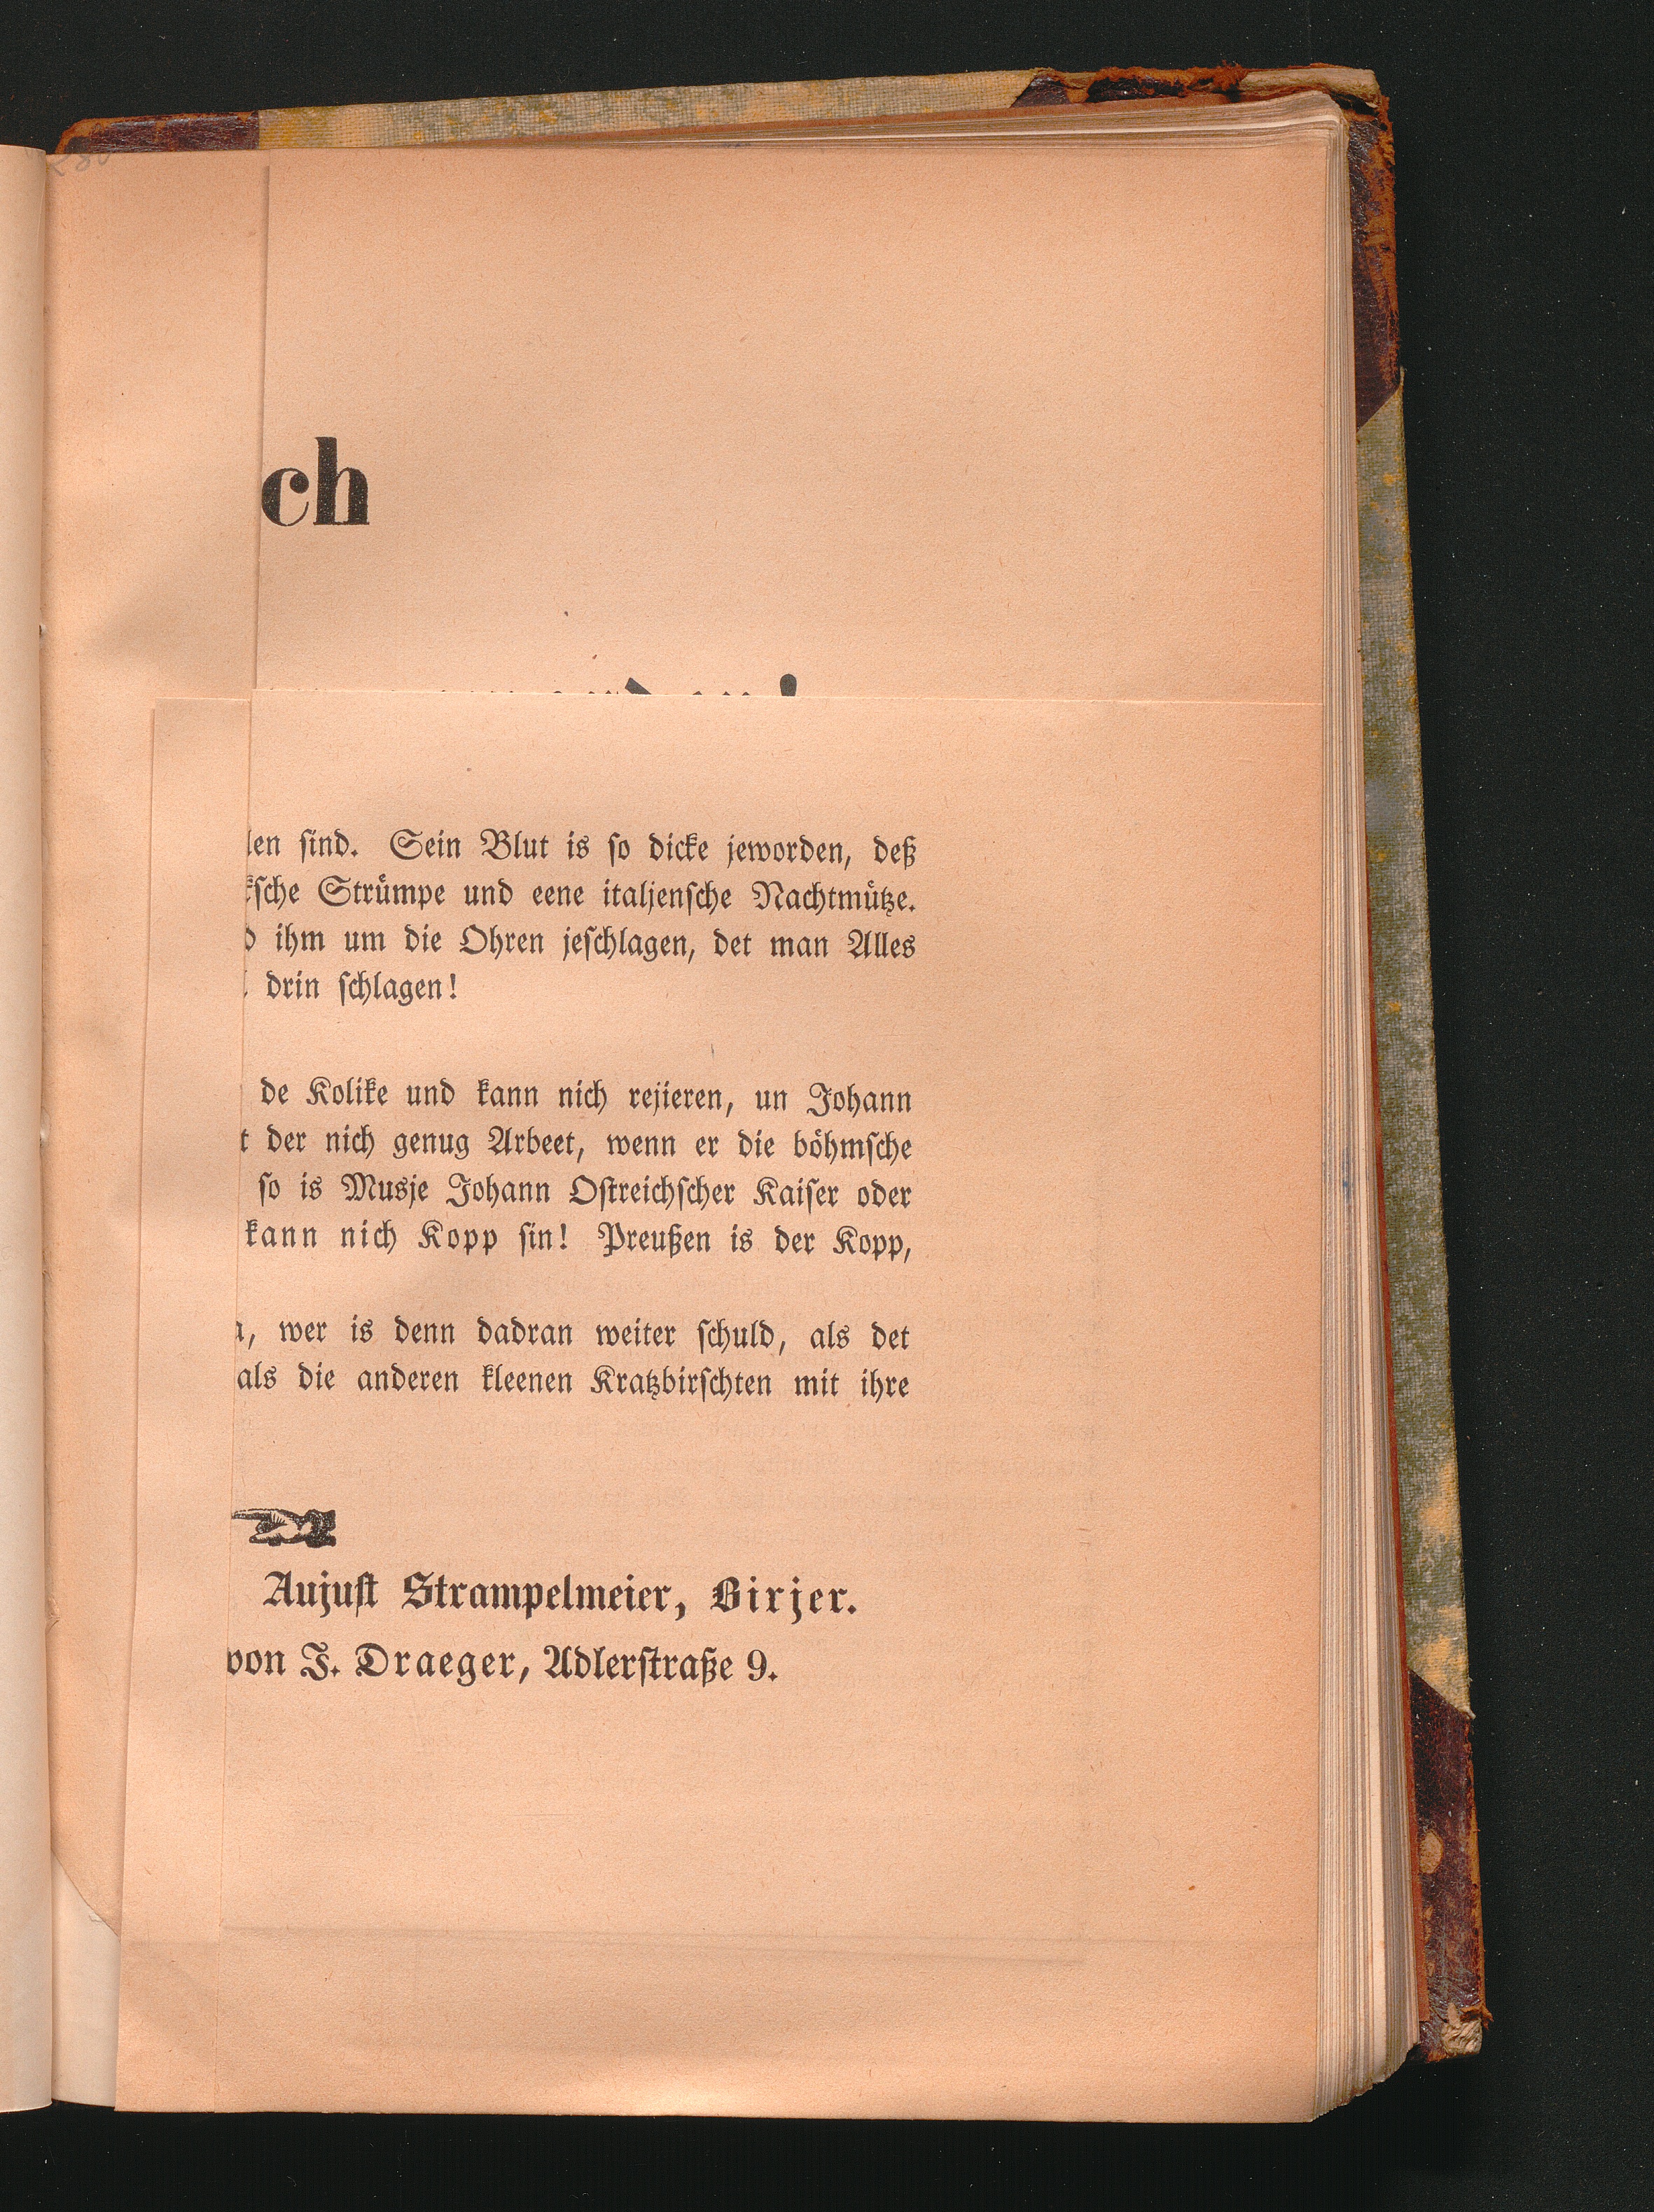 ch
len sind. Sein Blut is so dicke jeworden, deß
sche Strümpe und eene italjensche Nachtmütze.
ihm um die Ohren jeschlagen, det man Alles
drin schlagen!
de Kolike und kann nich rejieren, un Johann
t der nich genug Arbeet, wenn er die böhmsche
so is Musje Johann Ostreichscher Kaiser oder
kann nich Kopp sin! Preußen is der Kopp,
, wer is denn dadran weiter schuld, als det
als die anderen kleenen Kratzbirschten mit ihre
Aujust Strampelmeier, Birjer.
von J. Draeger, Adlerstraße 9.